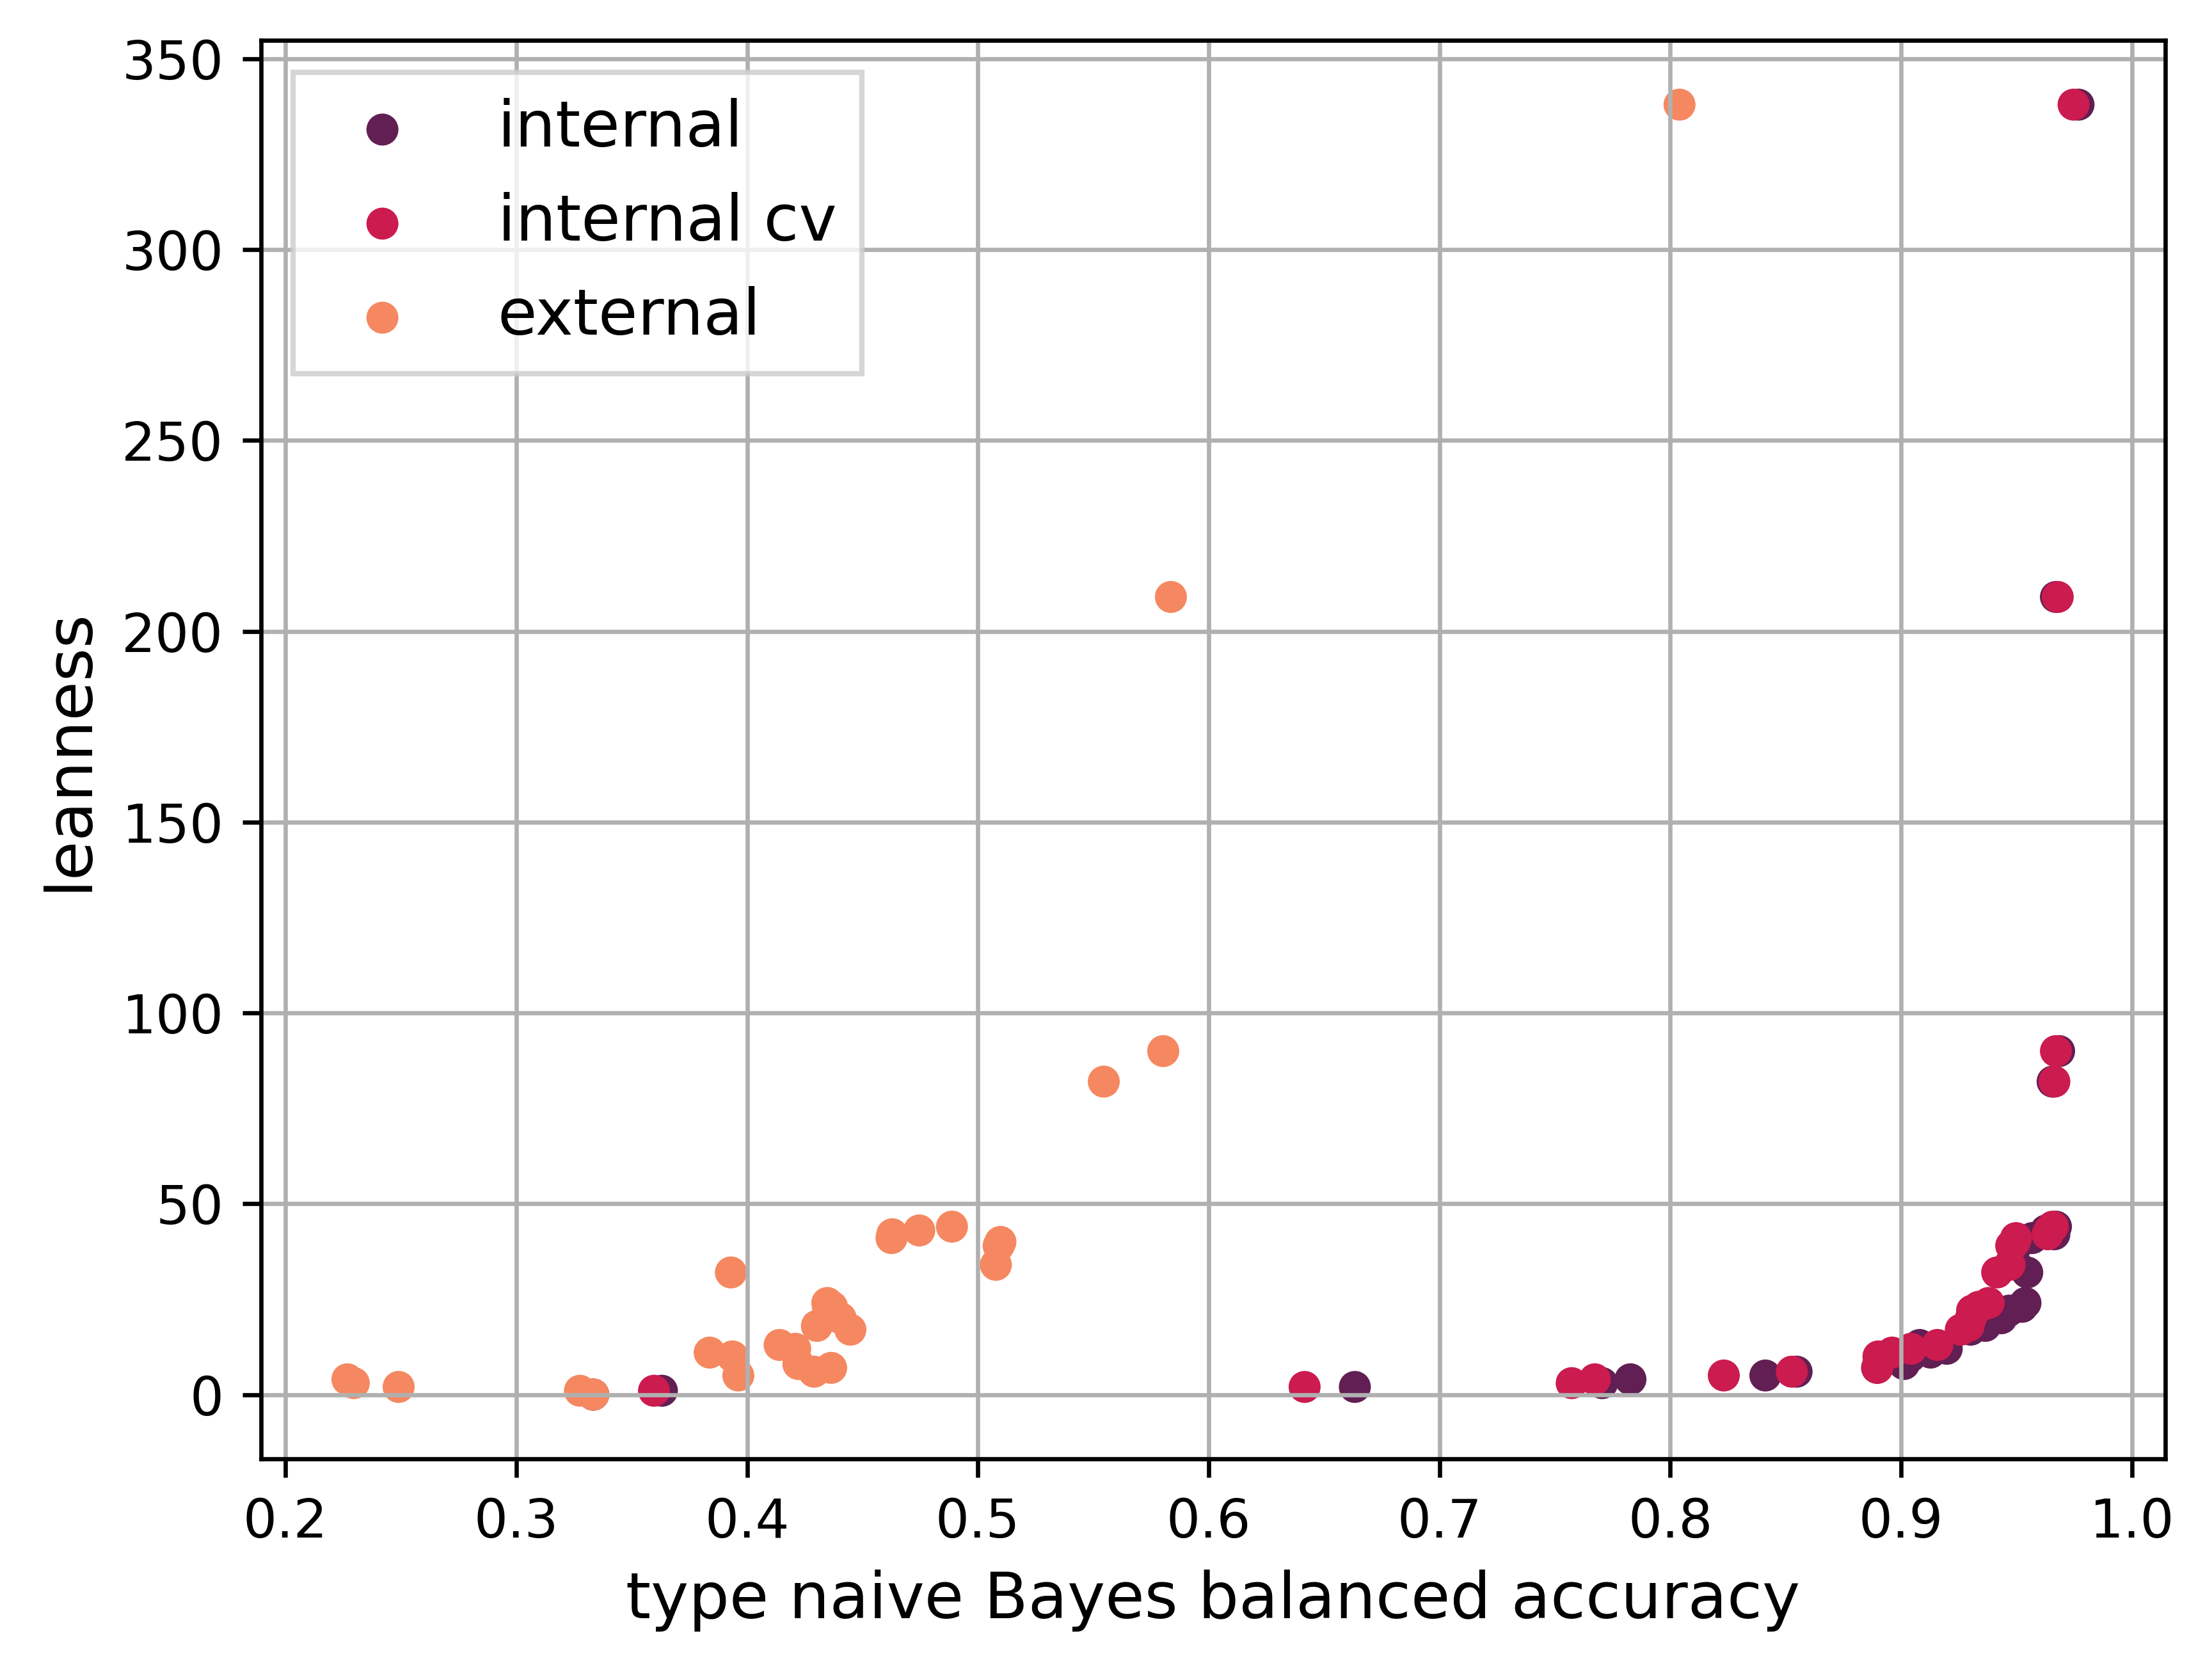 350
300
250
200
150
100
50
0
leanness
internal
internal cv
external
0.2 0.3 0.4 0.5 0.6 0.7 0.8 0.9 1.0
type naive Bayes balanced accuracy